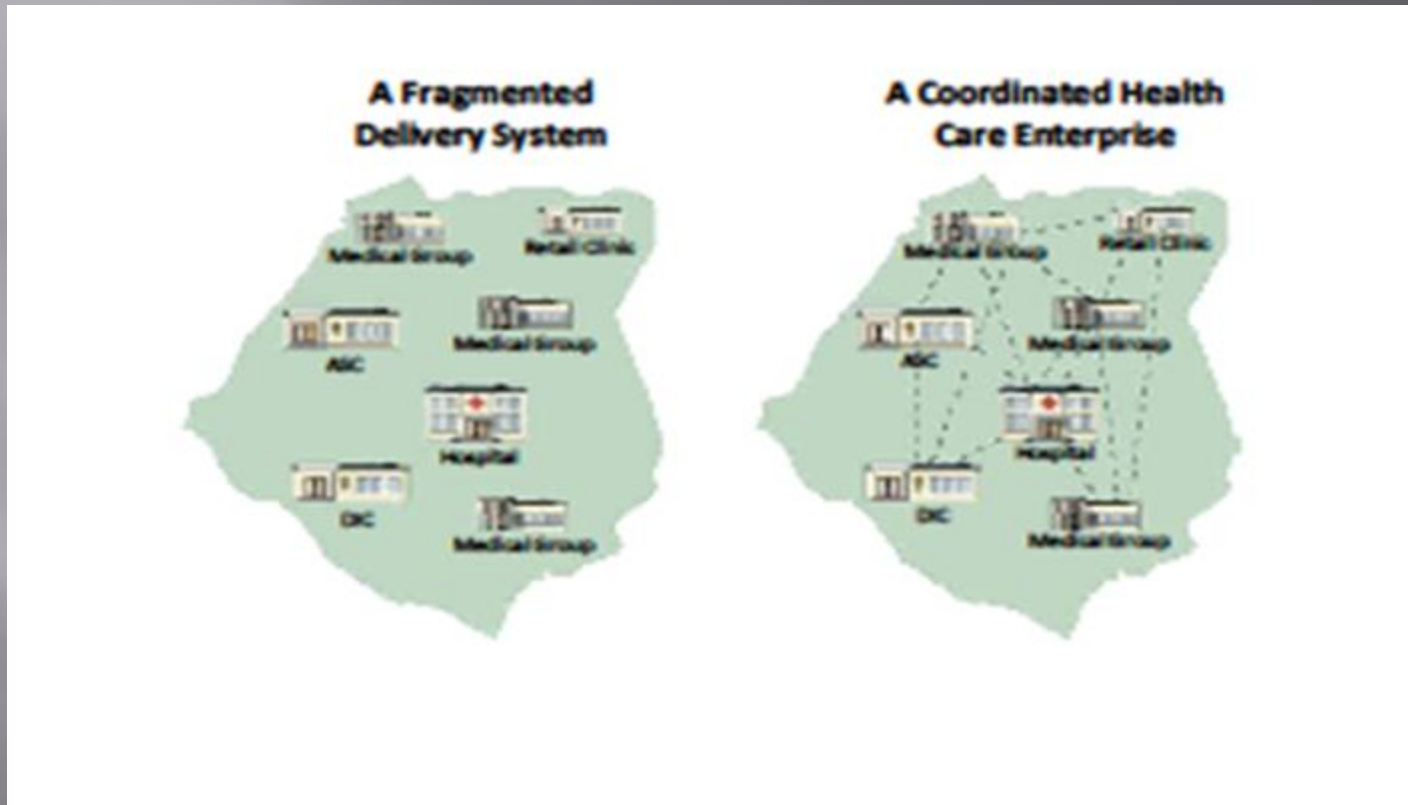 A Fragmented
Delivery System
Medical Group
Retail Clinic
ASC
Medical Group
Hospital
DIC
Medical Group
A Coordinated Health
Care Enterprise
Medical Group
Retail Clinic
ASC
Medical Group
Hospital
DIC
Medical Group